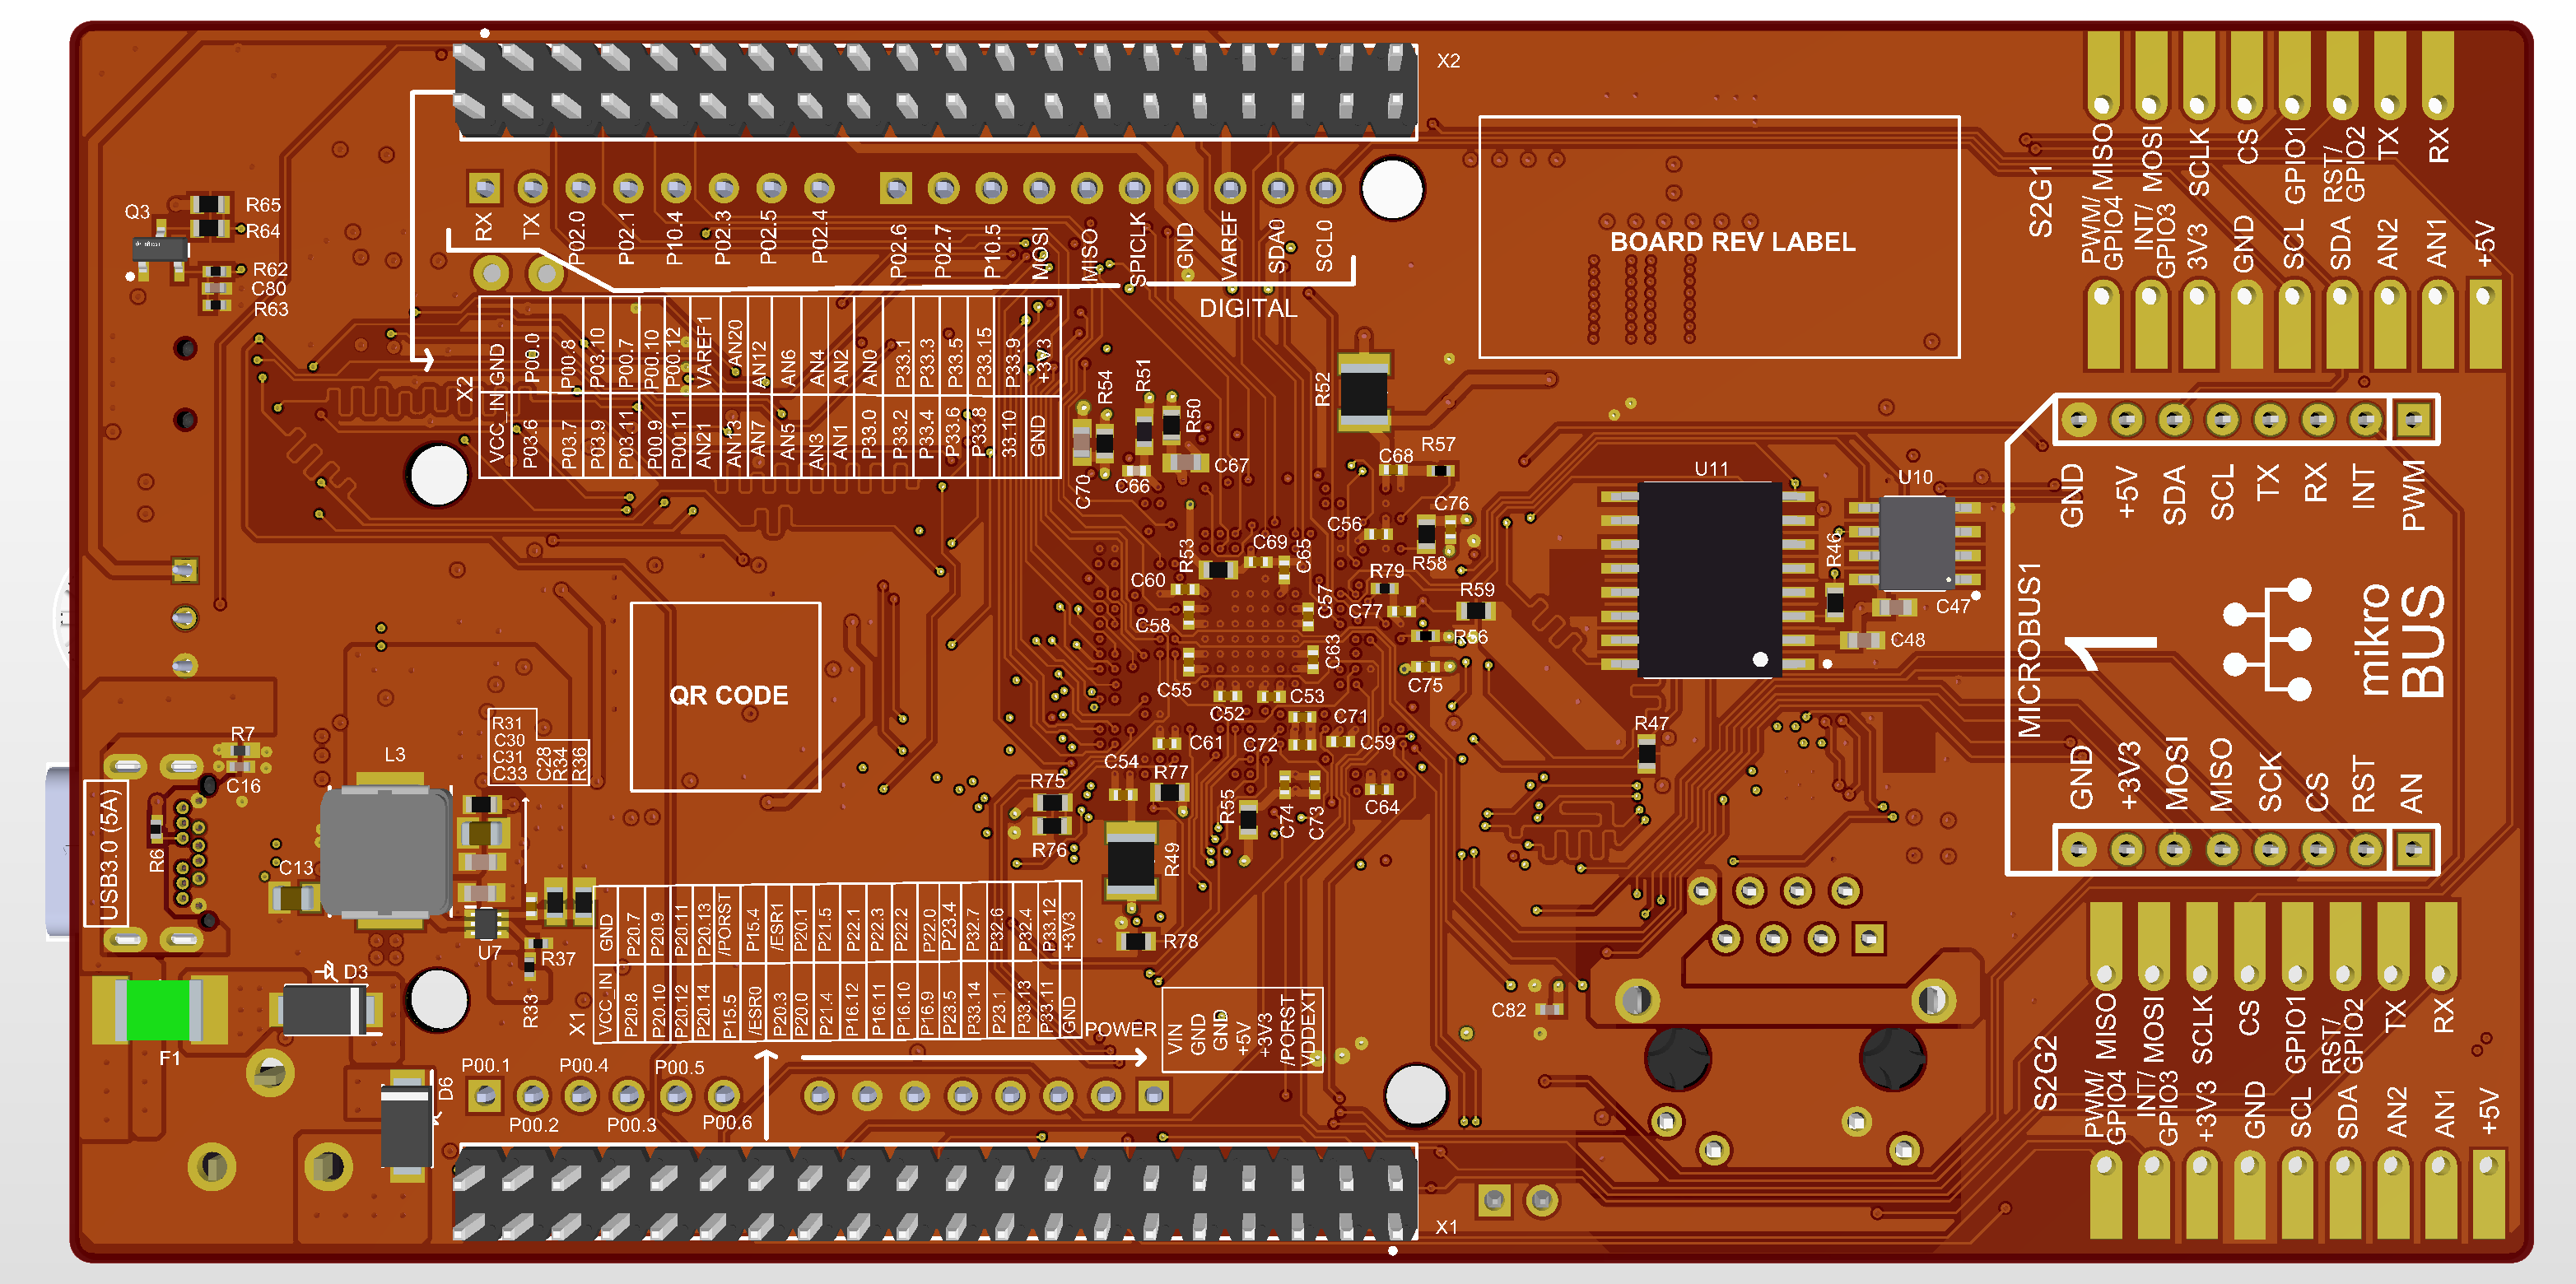 X2
MISO
MOSI
SCLK
CS
GPIO1
RST/
GPIO2
TX
RX
S2G1
PWM/
GPIO4
INT/
GPIO3
3V3
GND
SCL
SDA
AN2
AN1
+5V
Q3
R65
R64
R62
C80
R63
RX
TX
P02.0
P02.1
P10.4
P02.3
P02.5
P02.4
P02.6
P02.7
P10.5
MOSI
MISO
SPICLK
GND
VAREF
SDA0
SCL0
DIGITAL
BOARD REV LABEL
X2
GND
P00.0
P00.8
P03.10
P00.7
P00.10
P00.12
VAREF1
AN20
AN12
AN6
AN4
AN2
AN0
P33.1
P33.3
P33.5
P33.15
P33.9
+3V3
VCC_IN
P03.6
P03.7
P03.9
P03.11
P00.9
P00.11
AN21
AN13
AN7
AN5
AN3
AN1
P33.0
P33.2
P33.4
P33.6
P33.8
33.10
GND
R54
R51
R50
R52
C70
C66
C67
C68
R57
C76
C56
R58
R53
C69
C65
C60
C58
C57
R79
C77
R59
R56
C63
C75
C55
C52
C53
C71
C61
C72
C59
C54
R77
R75
R76
R55
C74
C73
C64
R49
R78
U11
U10
R46
C47
C48
R47
GND
+5V
SDA
SCL
TX
RX
INT
PWM
MICROBUS1
1
mikro
BUS
GND
+3V3
MOSI
MISO
SCK
CS
RST
AN
QR CODE
R7
C16
USB3.0 (5A)
R6
L3
R31
C30
C31
C33
C28
R34
R36
C13
U7
R37
R33
D3
F1
D6
X1
GND
P20.7
P20.9
P20.11
P20.13
/PORST
P15.4
/ESR1
P20.1
P21.5
P22.1
P22.3
P22.2
P22.0
P23.4
P32.7
P32.6
P32.4
P33.12
+3V3
VCC_IN
P20.8
P20.10
P20.12
P20.14
P15.5
/ESR0
P20.3
P20.0
P21.4
P16.12
P16.11
P16.10
P16.9
P23.5
P33.14
P23.1
P33.13
P33.11
GND
POWER
VIN
GND
GND
+5V
+3V3
/PORST
VDDEXT
P00.1
P00.2
P00.4
P00.3
P00.5
P00.6
C82
X1
MISO
MOSI
SCLK
CS
GPIO1
RST/
GPIO2
TX
RX
S2G2
PWM/
GPIO4
INT/
GPIO3
+3V3
GND
SCL
SDA
AN2
AN1
+5V